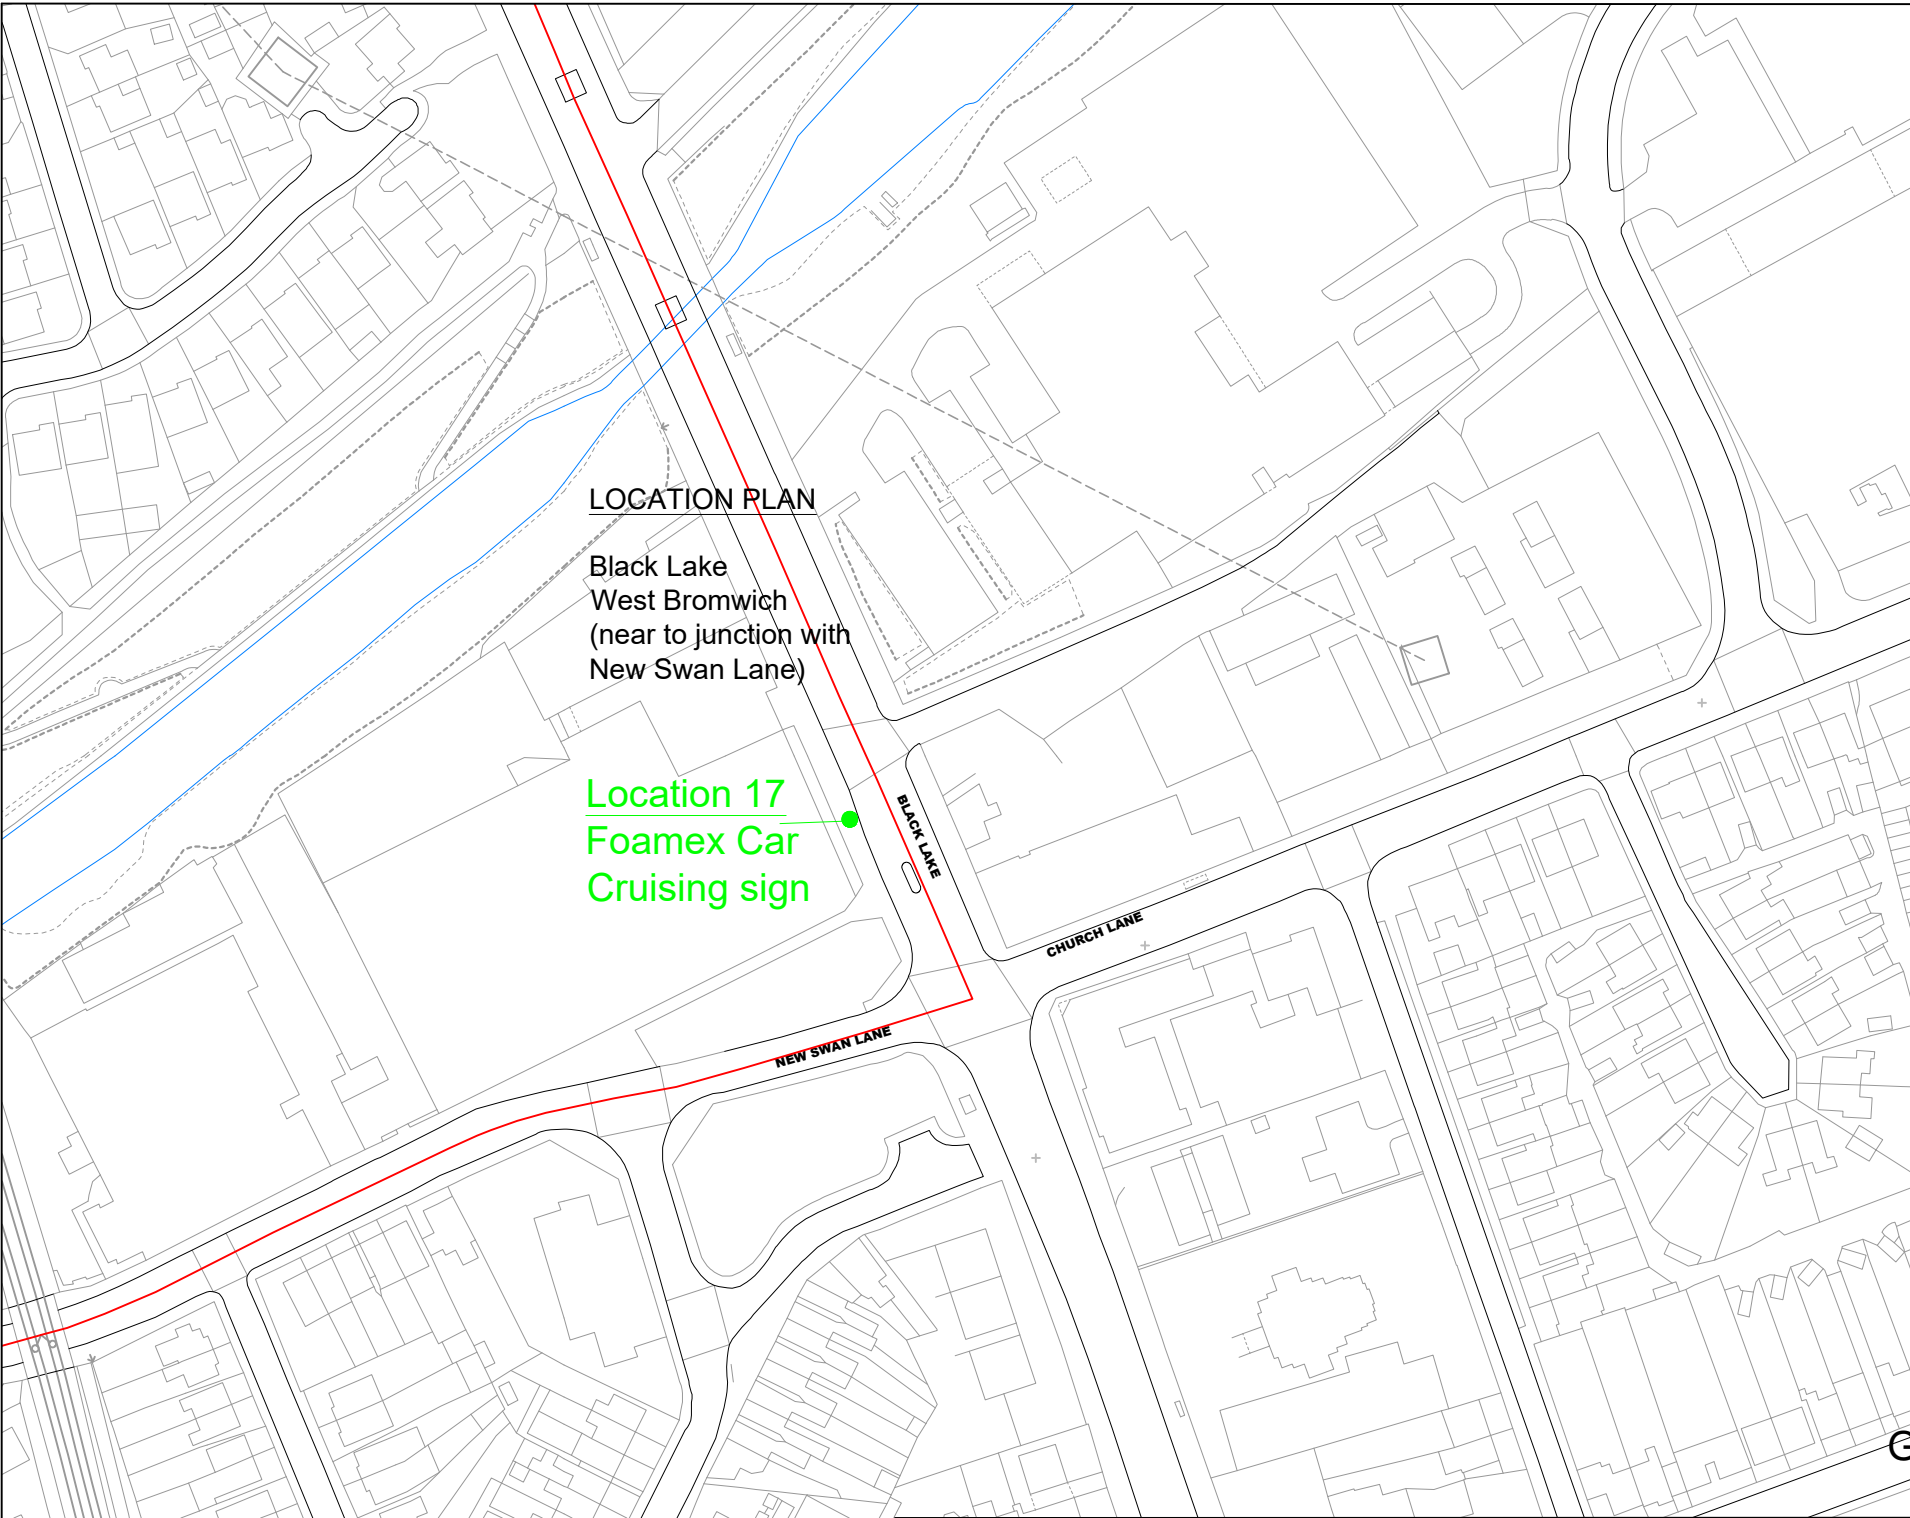 LOCATION PLAN
Black Lake
West Bromwich
(near to junction with
New Swan Lane)
Location 17
Foamex Car
Cruising sign
BLACK LAKE
CHURCH LANE
NEW SWAN LANE
G